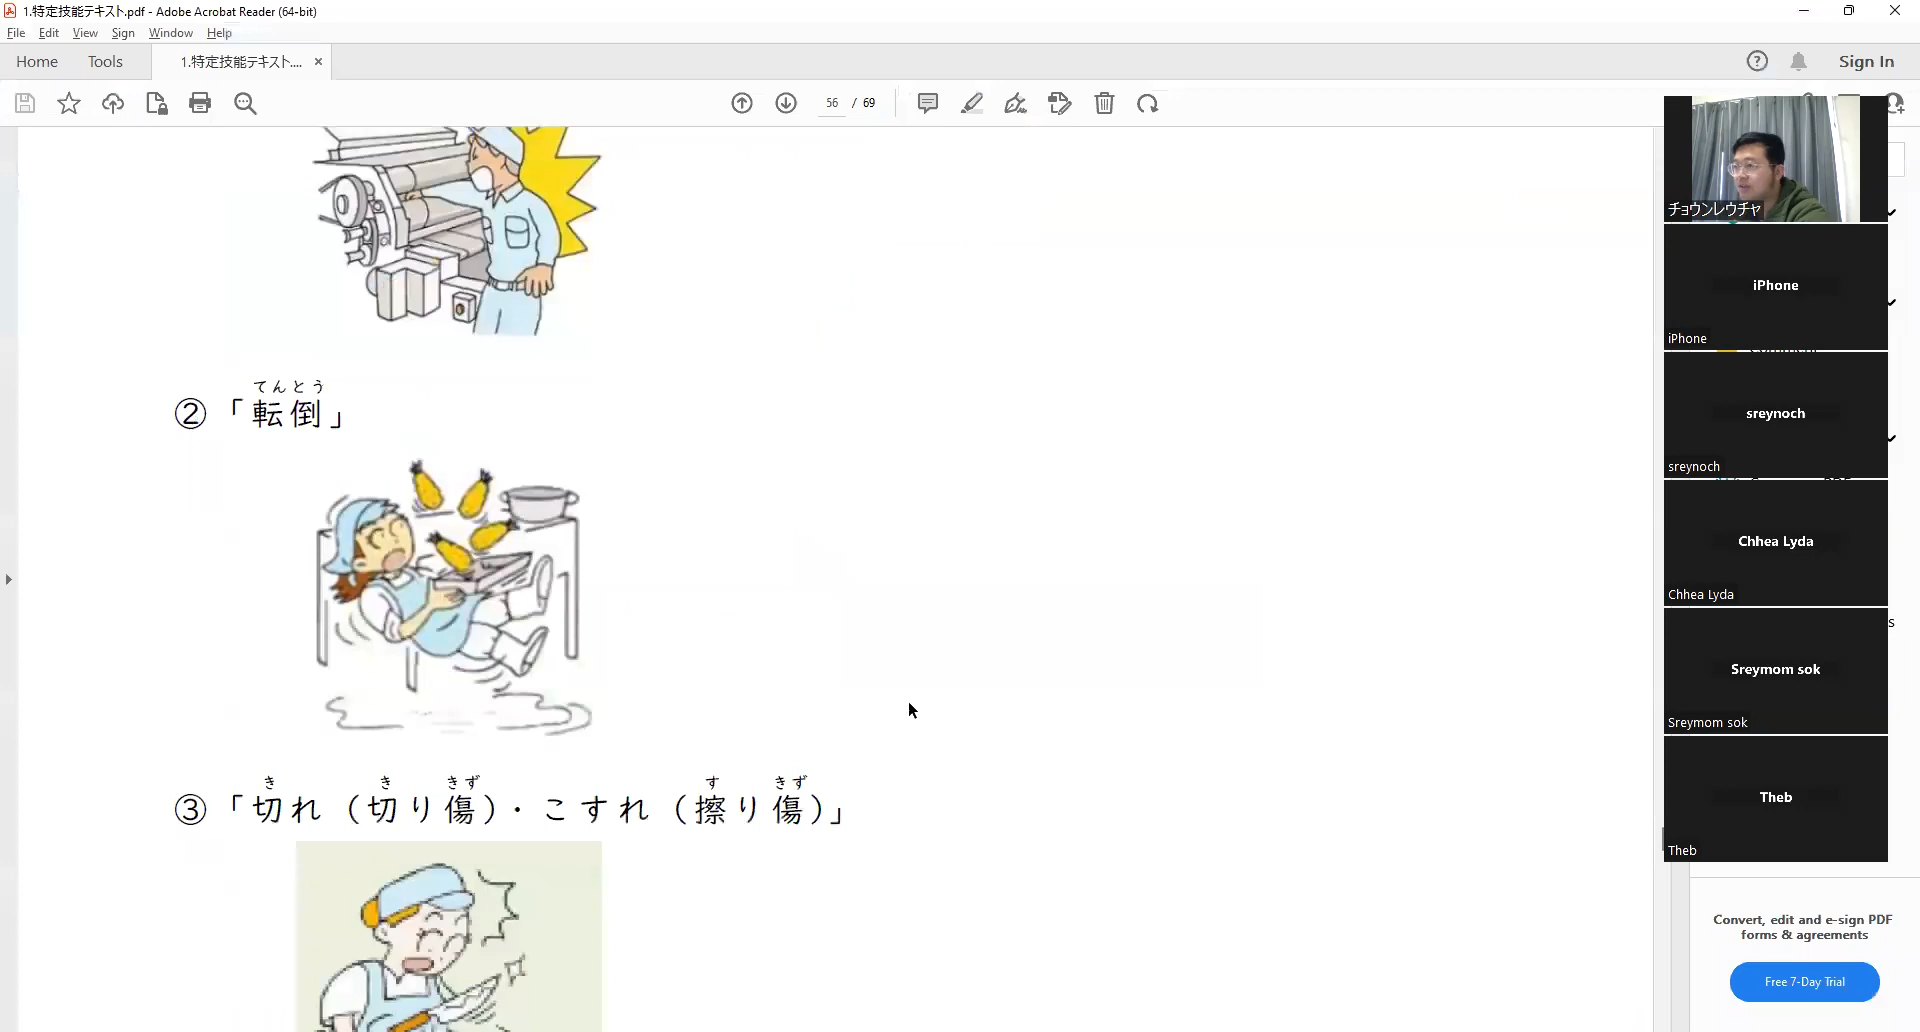 1.特定技能テキスト.pdf - Adobe Acrobat Reader (64-bit)
File Edit View Sign Window Help
Home Tools 1.特定技能テキスト.... × Sign In
56 / 69
てんとう
②「転倒」
き き きず す きず
③「切れ（切り傷）・こすれ（擦り傷）」
チョウンレウチャ
iPhone
iPhone
sreynoch
sreynoch
Chhea Lyda
Chhea Lyda
s
Sreymom sok
Sreymom sok
Theb
Theb
Convert, edit and e-sign PDF
forms & agreements
Free 7-Day Trial